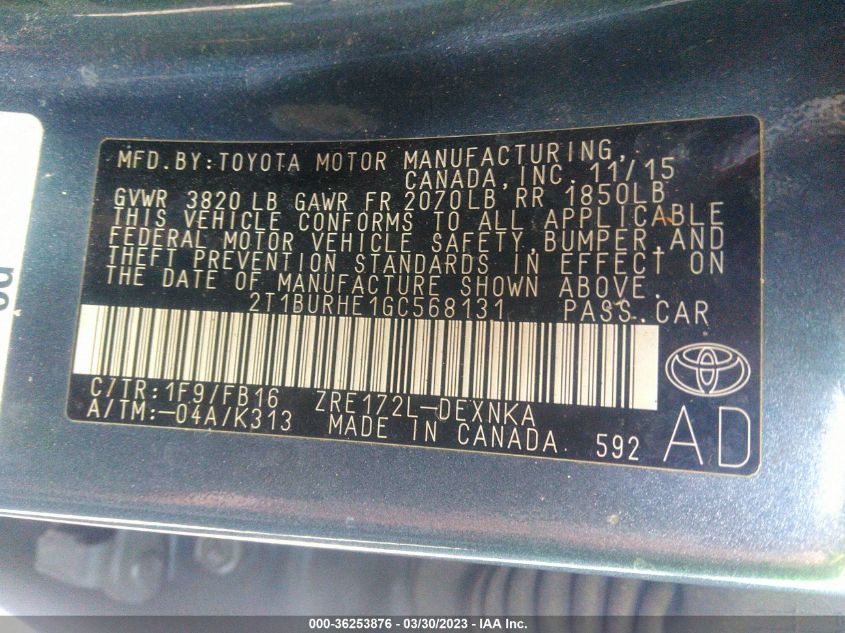 MFD.BY:TOYOTA MOTOR MANUFACTURING,
CANADA, INC. 11/15
GVWR 3820 LB GAWR FR 2070LB RR 1850LB
THIS VEHICLE CONFORMS TO ALL APPLICABLE
FEDERAL MOTOR VEHICLE SAFETY, BUMPER, AND
THEFT PREVENTION STANDARDS IN EFFECT ON
THE DATE OF MANUFACTURE SHOWN ABOVE.
2T1BURHE1GC568131 PASS.CAR
C/TR:1F9/FB16 ZRE172L-DEXNKA
A/TM:-04A/K313 MADE IN CANADA. 592
AD
000-36253876 - 03/30/2023 - IAA Inc.